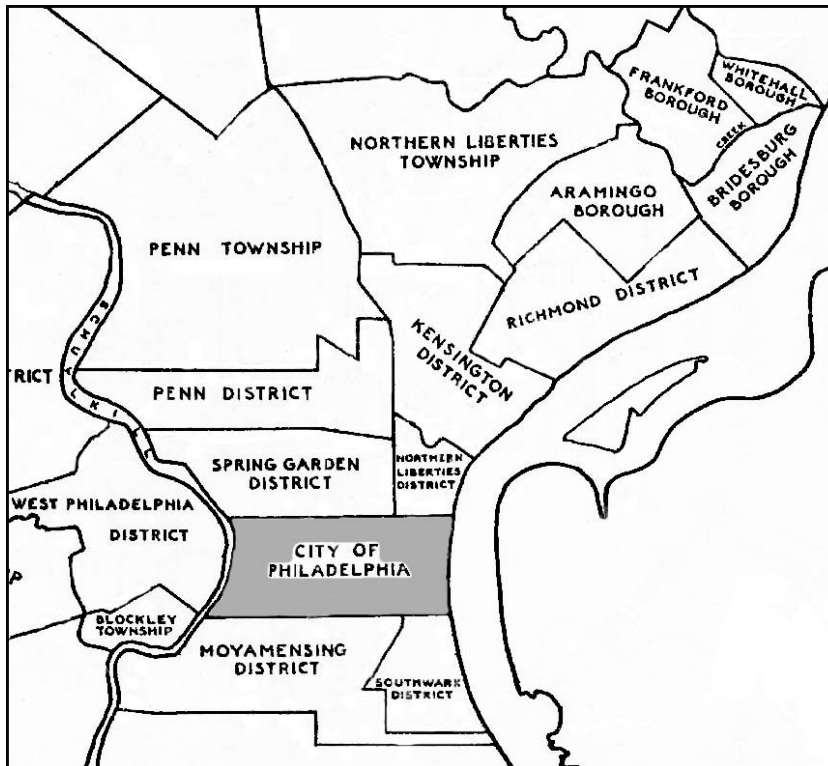 FRANKFORD
BOROUGH
WHITEHALL
BOROUGH
CREEK
BRIDESBURG
BOROUGH
NORTHERN LIBERTIES
TOWNSHIP
ARAMINGO
BOROUGH
PENN TOWNSHIP
RICHMOND DISTRICT
SCHUYLKILL
KENSINGTON
DISTRICT
TRICT
PENN DISTRICT
SPRING GARDEN
DISTRICT
NORTHERN
LIBERTIES
DISTRICT
WEST PHILADELPHIA
DISTRICT
CITY OF
PHILADELPHIA
P
BLOCKLEY
TOWNSHIP
MOYAMENSING
DISTRICT
SOUTHWARK
DISTRICT